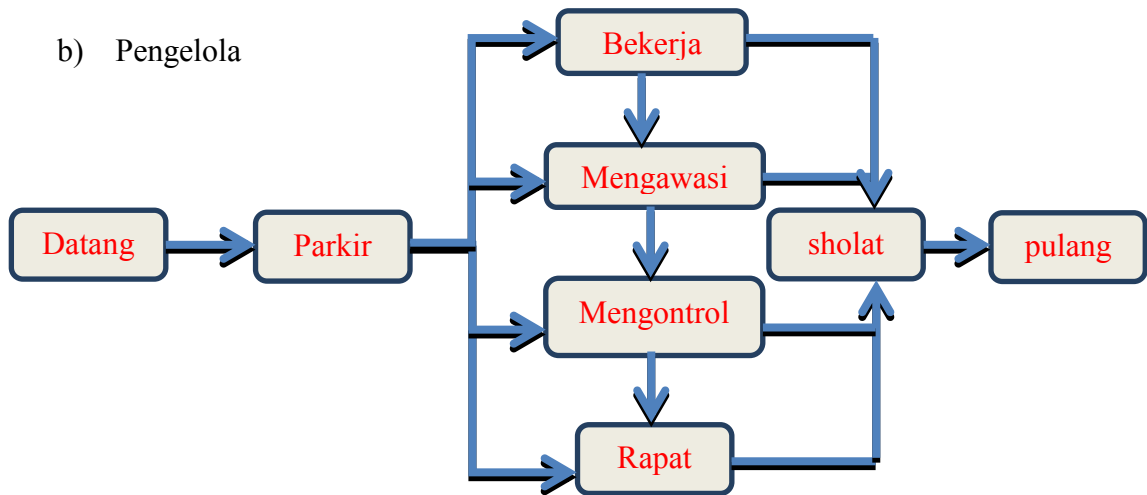 b) Pengelola
Bekerja
Mengawasi
Datang
Parkir
sholat
pulang
Mengontrol
Rapat